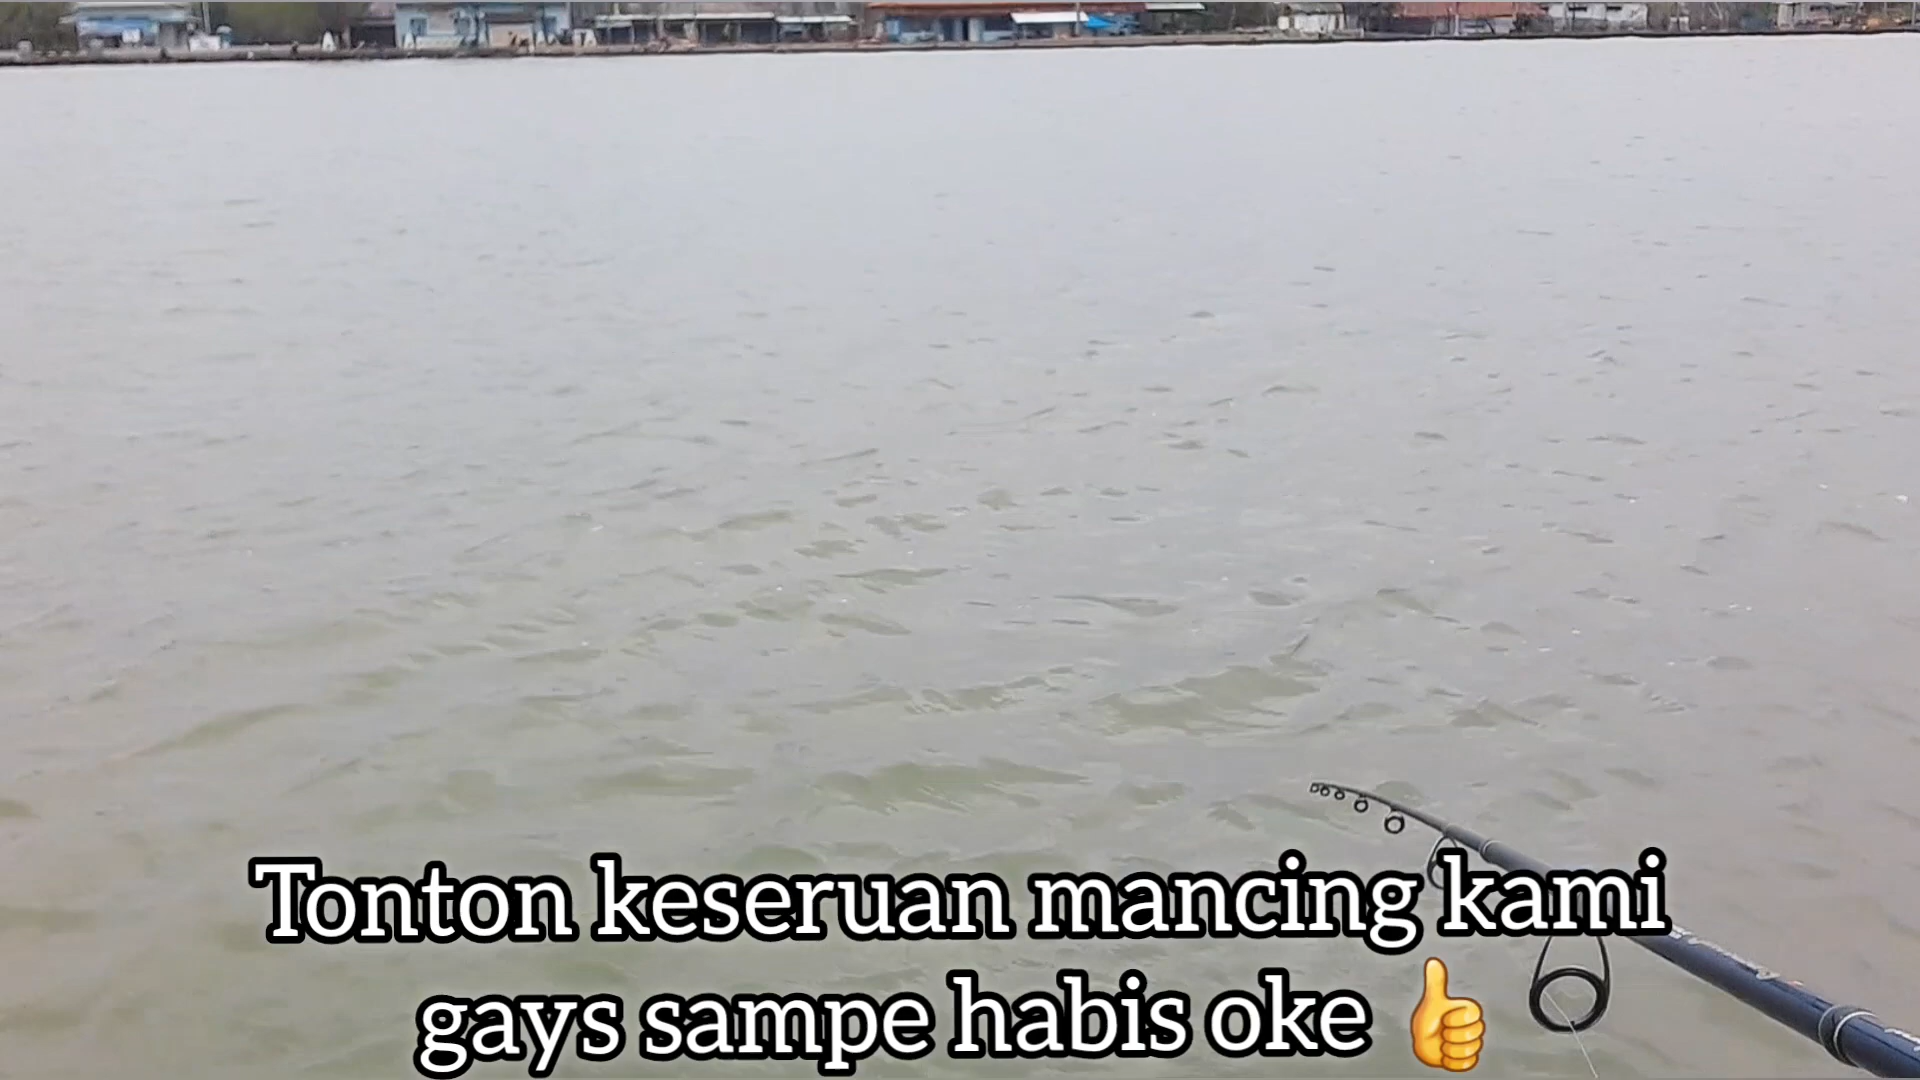 Tonton keseruan mancing kami
gays sampe habis oke 👍